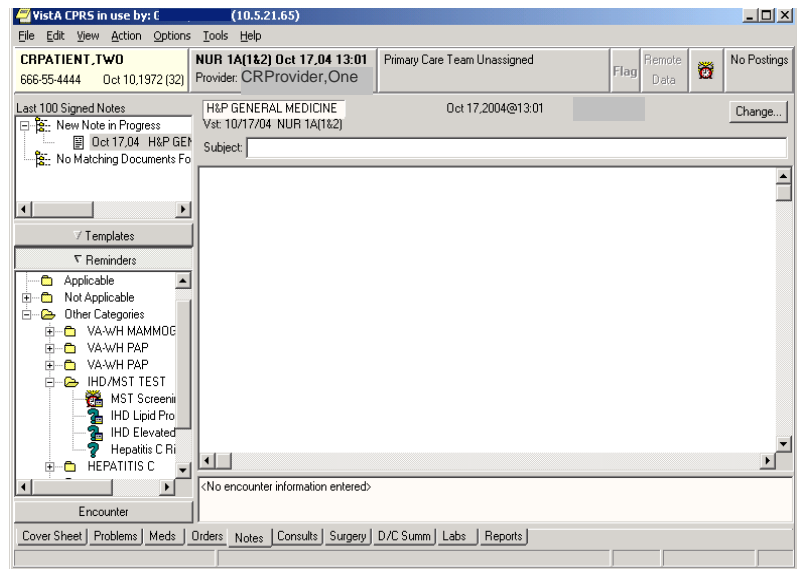 VistA CPRS in use by: (10.5.21.65)
File Edit View Action Options Tools Help
CRPATIENT,TWO
666-55-4444 Oct 10,1972 (32)
NUR 1A(1&2) Oct 17,04 13:01
Provider: CRProvider,One
Primary Care Team Unassigned
Flag
Remote
Data
No Postings
Last 100 Signed Notes
New Note in Progress
Oct 17,04 H&P GEN
No Matching Documents Fo
H&P GENERAL MEDICINE Oct 17,2004@13:01
Change...
Vst: 10/17/04 NUR 1A(1&2)
Subject:
Templates
Reminders
Applicable
Not Applicable
Other Categories
VA-WH MAMMOG
VA-WH PAP
VA-WH PAP
IHD/MST TEST
MST Screeni
IHD Lipid Pro
IHD Elevated
Hepatitis C Ri
HEPATITIS C
<No encounter information entered>
Encounter
Cover Sheet Problems Meds Orders Notes Consults Surgery D/C Summ Labs Reports